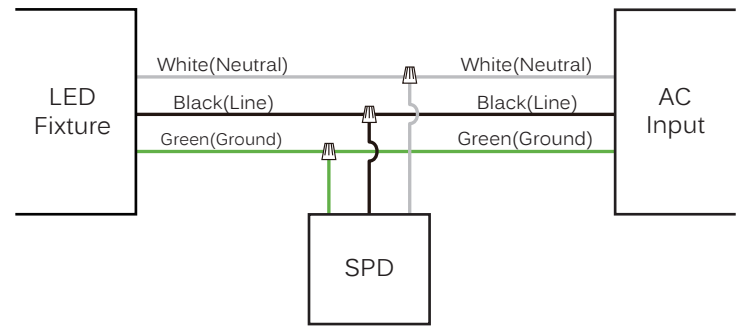 LED
Fixture
White(Neutral)
Black(Line)
Green(Ground)
White(Neutral)
Black(Line)
Green(Ground)
AC
Input
SPD